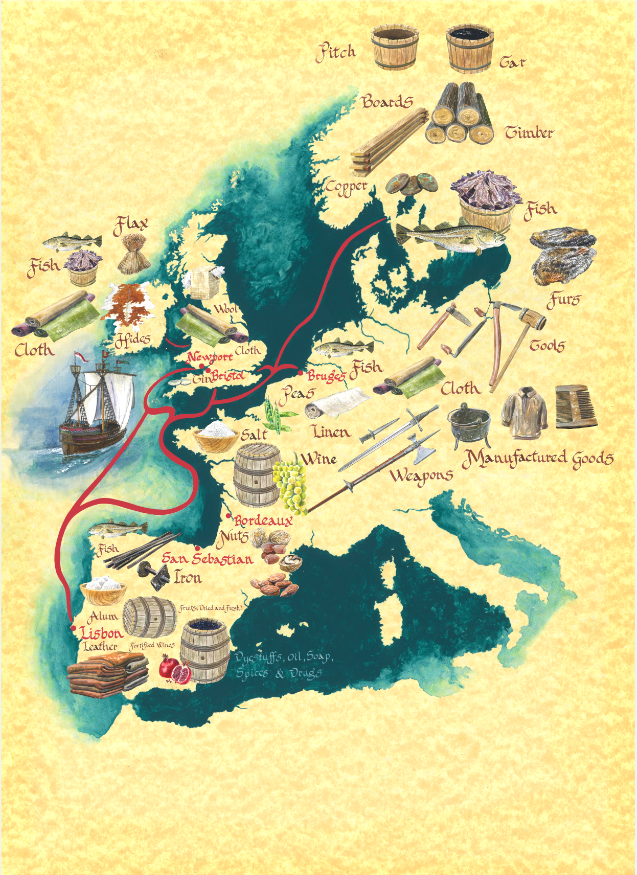 Pitch
Tar
Boards
Timber
Copper
Fish
Flax
Fish
Furs
Wool
Hides
Cloth
Cloth
Tools
Newport
Tin Bristol
Fish
Bruges
Cloth
Peas
Linen
Salt
Wine
Weapons
Manufactured Goods
Bordeaux
Nuts
Fish
San Sebastian
Iron
Alum
Fruit (Dried and Fresh)
Lisbon
Leather
Fortified Wines
Dyestuffs, Oil, Soap,
Spices & Drugs